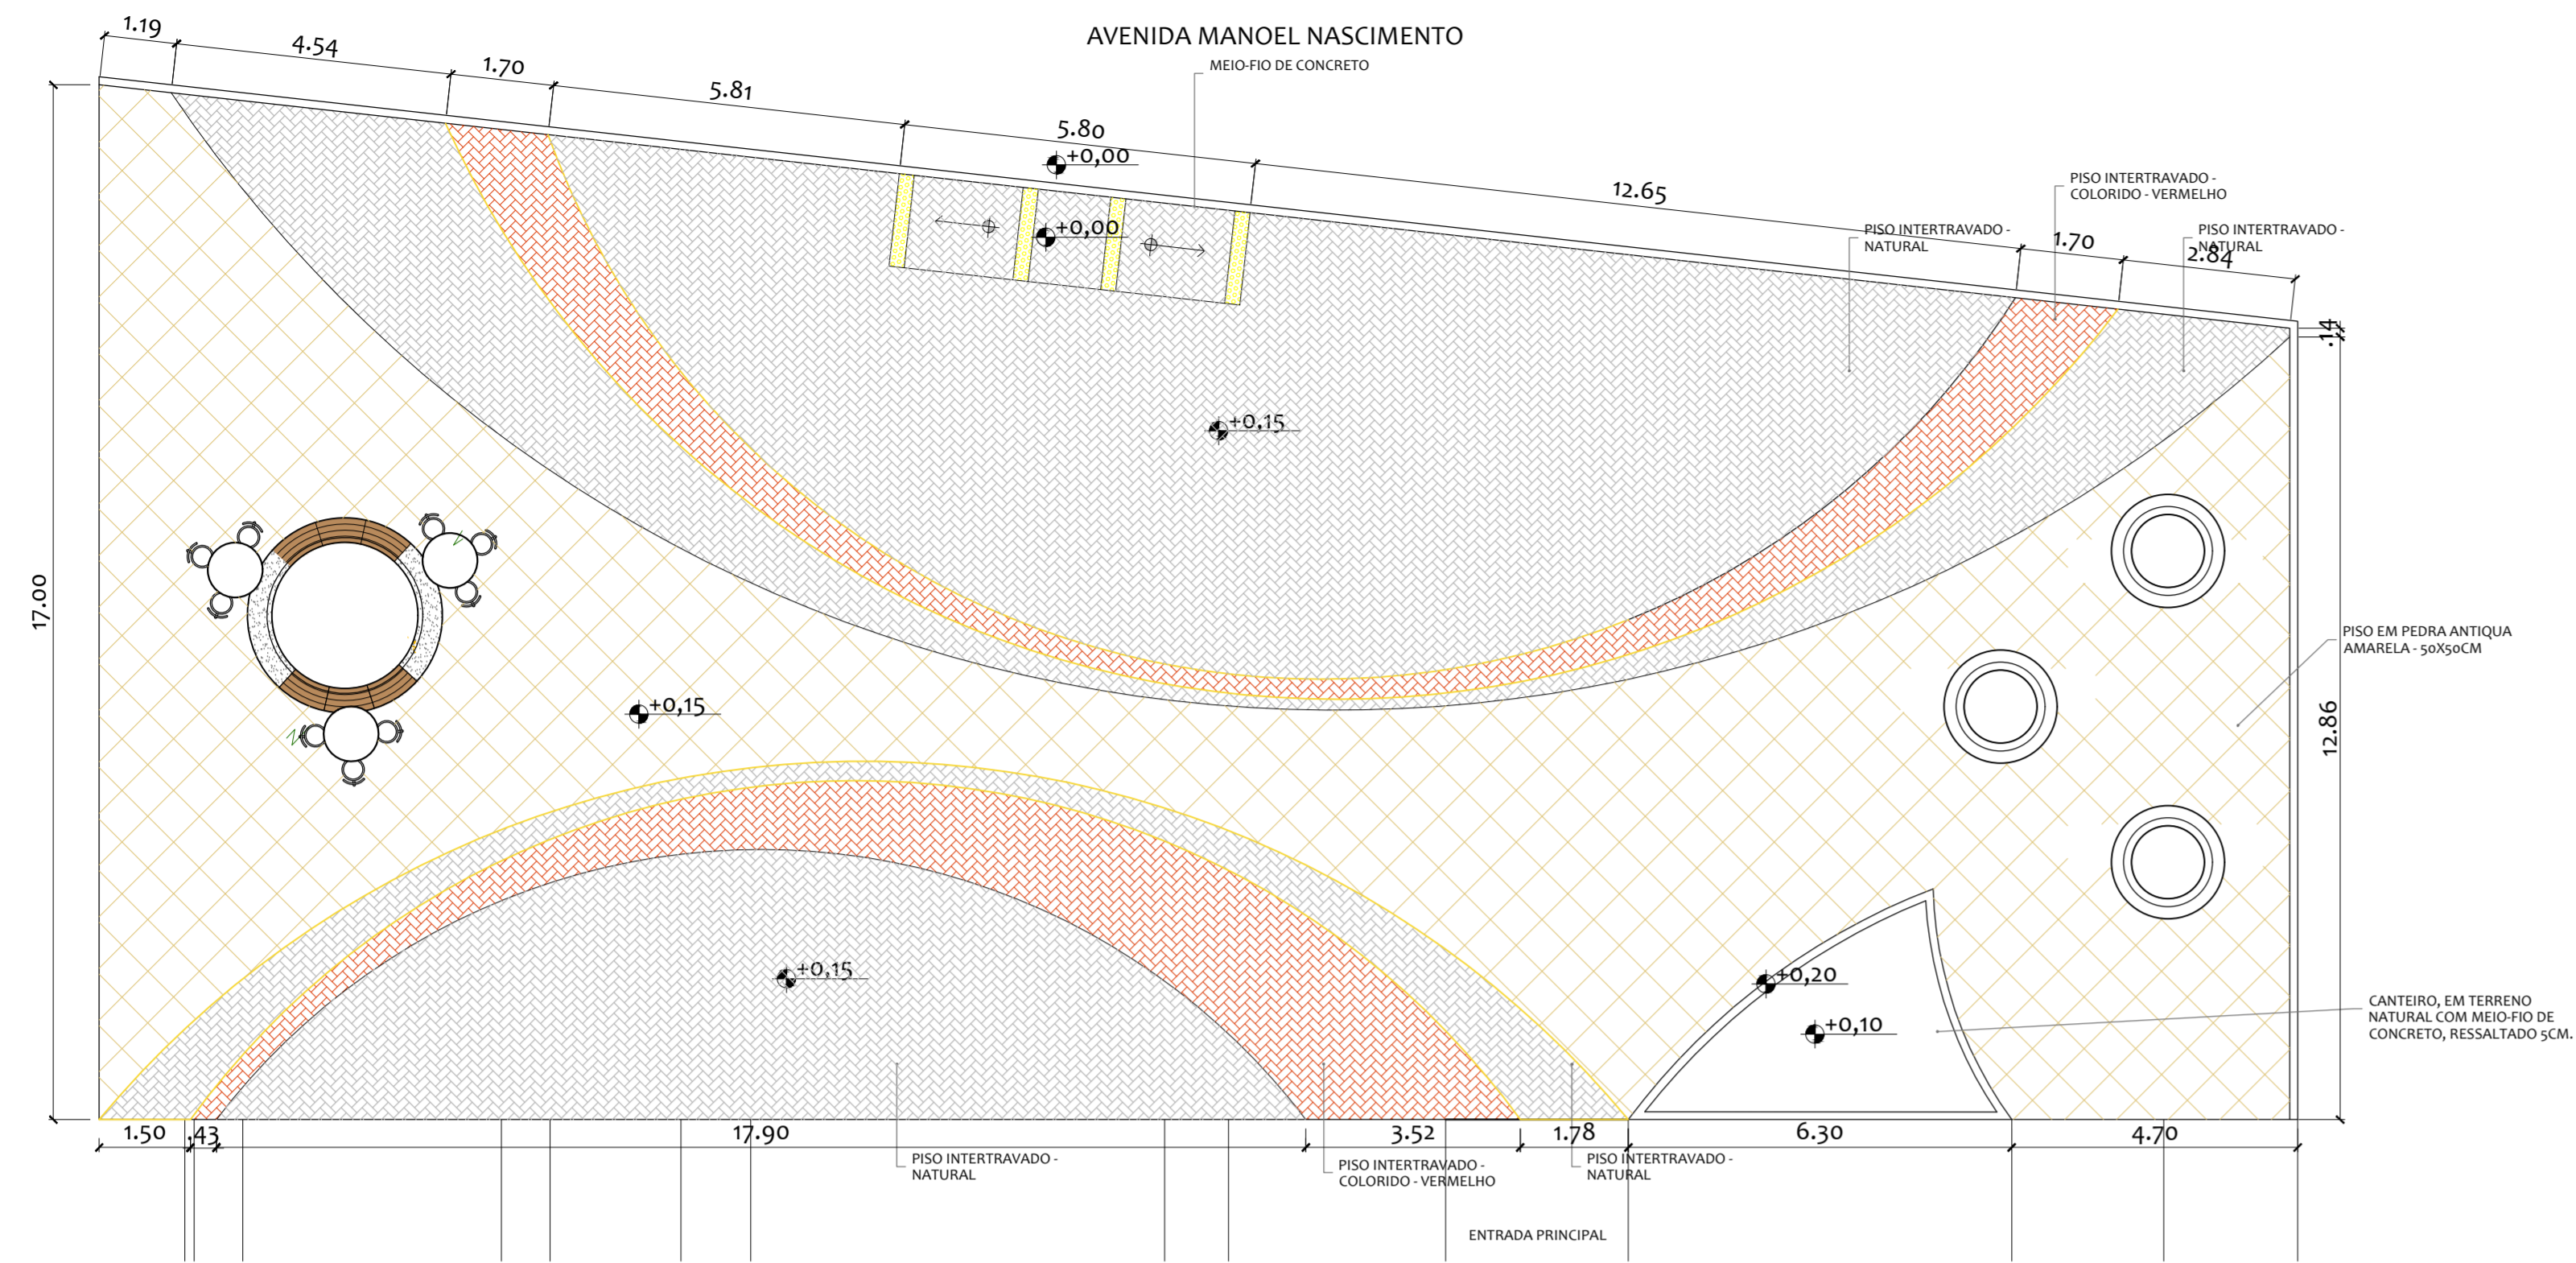 AVENIDA MANOEL NASCIMENTO
MEIO-FIO DE CONCRETO
1.19
4.54
1.70
5.81
5.80
12.65
1.70
2.84
+0,00
+0,00
PISO INTERTRAVADO -
COLORIDO - VERMELHO
PISO INTERTRAVADO -
NATURAL
PISO INTERTRAVADO -
NATURAL
.14
+0,15
17.00
PISO EM PEDRA ANTIQUA
AMARELA - 50X50CM
12.86
+0,15
+0,15
+0,20
+0,10
CANTEIRO, EM TERRENO
NATURAL COM MEIO-FIO DE
CONCRETO, RESSALTADO 5CM.
1.50
.43
17.90
3.52
1.78
6.30
4.70
PISO INTERTRAVADO -
NATURAL
PISO INTERTRAVADO -
COLORIDO - VERMELHO
PISO INTERTRAVADO -
NATURAL
ENTRADA PRINCIPAL